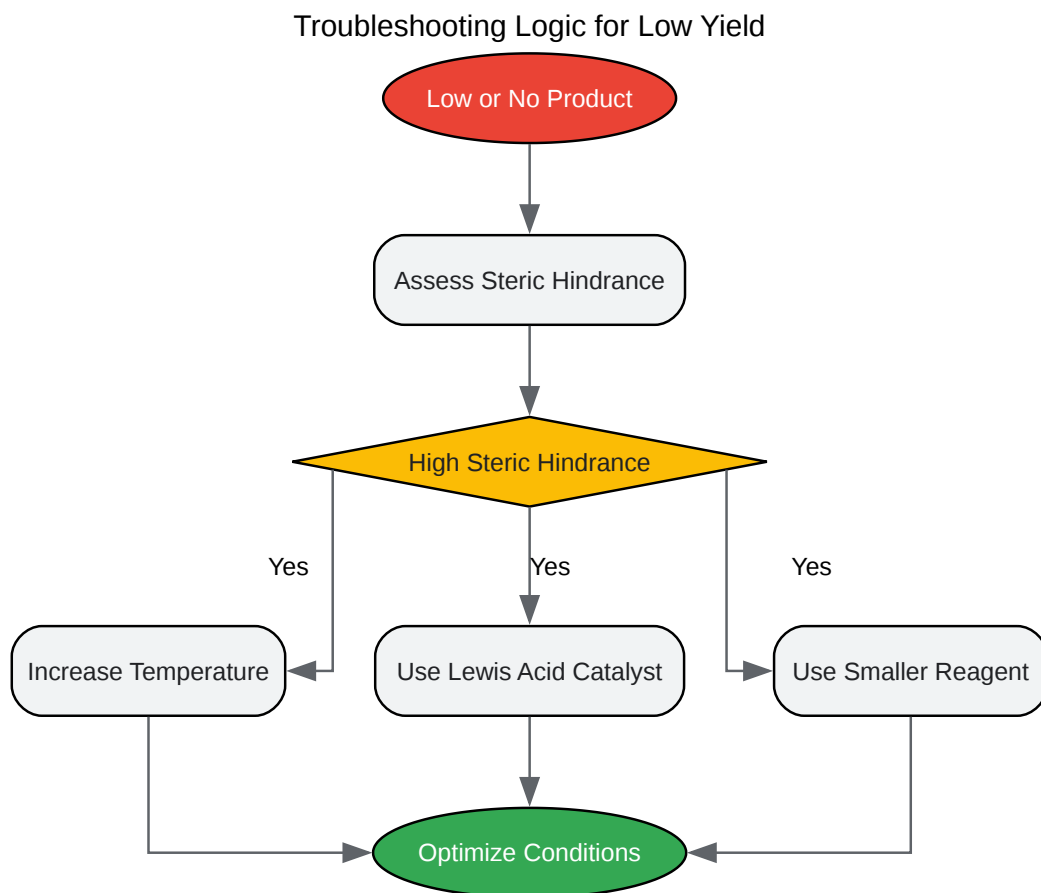 Troubleshooting Logic for Low Yield
Low or No Product
Assess Steric Hindrance
High Steric Hindrance
Yes
Yes
Yes
Increase Temperature
Use Lewis Acid Catalyst
Use Smaller Reagent
Optimize Conditions